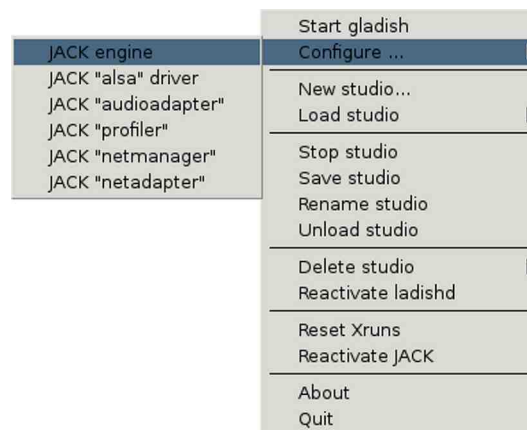 Start gladish
Configure ...
JACK engine
JACK "alsa" driver
JACK "audioadapter"
JACK "profiler"
JACK "netmanager"
JACK "netadapter"
New studio...
Load studio
Stop studio
Save studio
Rename studio
Unload studio
Delete studio
Reactivate ladishd
Reset Xruns
Reactivate JACK
About
Quit